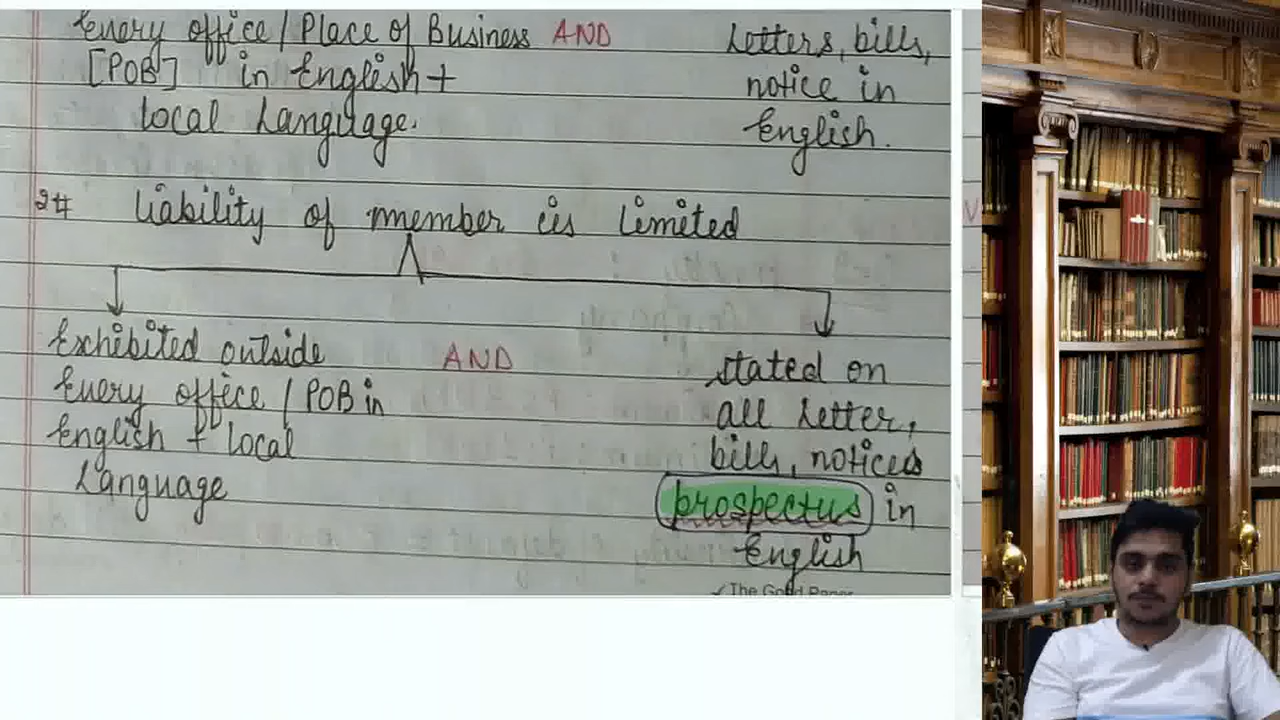 Every office / Place of Business AND letters, bills,
[POB] in English + notice in
local Language. English.
2# liability of member is limited
Exhibited outside AND stated on
Every office / POB in all letter,
English + local bills, notices
Language prospectus in
English
The Good Paper